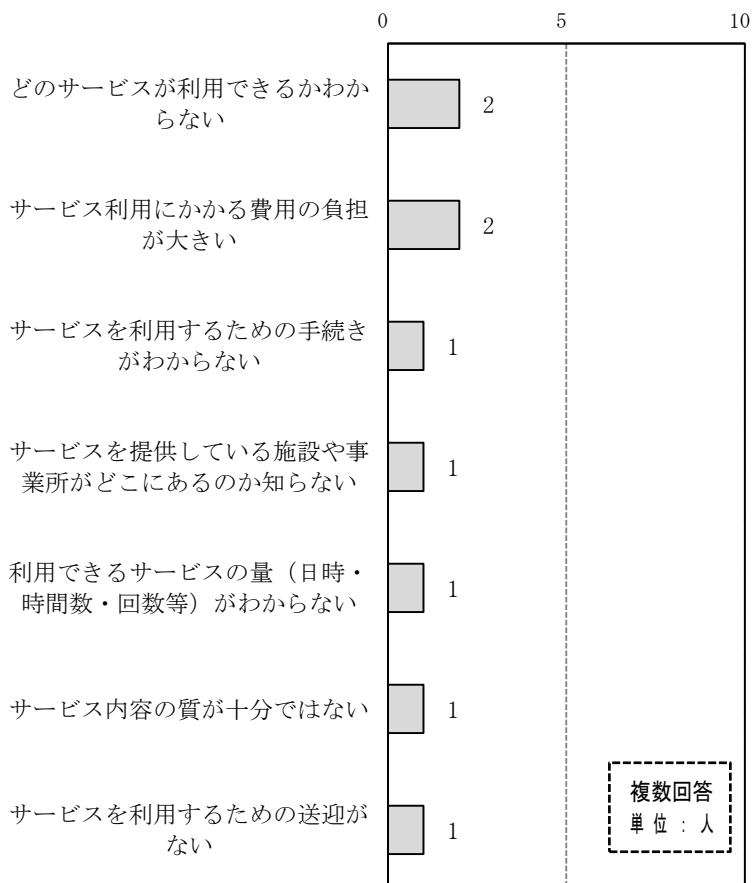 0 5 10
どのサービスが利用できるかわか
らない
2
サービス利用にかかる費用の負担
が大きい
2
サービスを利用するための手続き
がわからない
1
サービスを提供している施設や事
業所がどこにあるのか知らない
1
利用できるサービスの量（日時・
時間数・回数等）がわからない
1
サービス内容の質が十分ではない
1
サービスを利用するための送迎が
ない
1
複数回答
単 位 ： 人